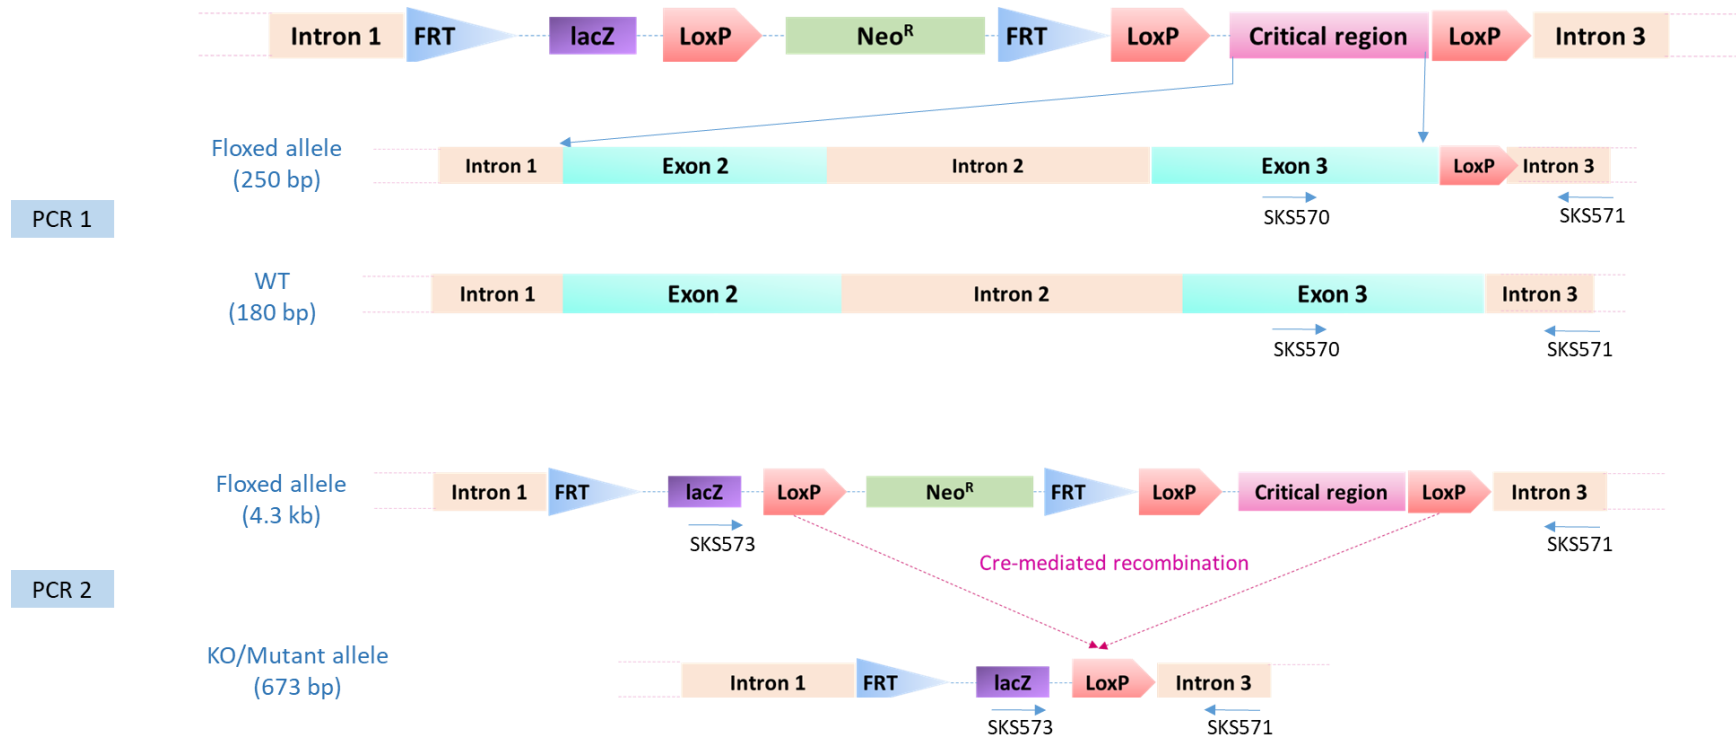 Intron 1 FRT lacZ LoxP Neoᴿ FRT LoxP Critical region LoxP Intron 3
Floxed allele
(250 bp)
Intron 1 Exon 2 Intron 2 Exon 3 LoxP Intron 3
SKS570 SKS571
PCR 1
WT
(180 bp)
Intron 1 Exon 2 Intron 2 Exon 3 Intron 3
SKS570 SKS571
Floxed allele
(4.3 kb)
Intron 1 FRT lacZ LoxP Neoᴿ FRT LoxP Critical region LoxP Intron 3
SKS573 SKS571
Cre-mediated recombination
PCR 2
KO/Mutant allele
(673 bp)
Intron 1 FRT lacZ LoxP Intron 3
SKS573 SKS571